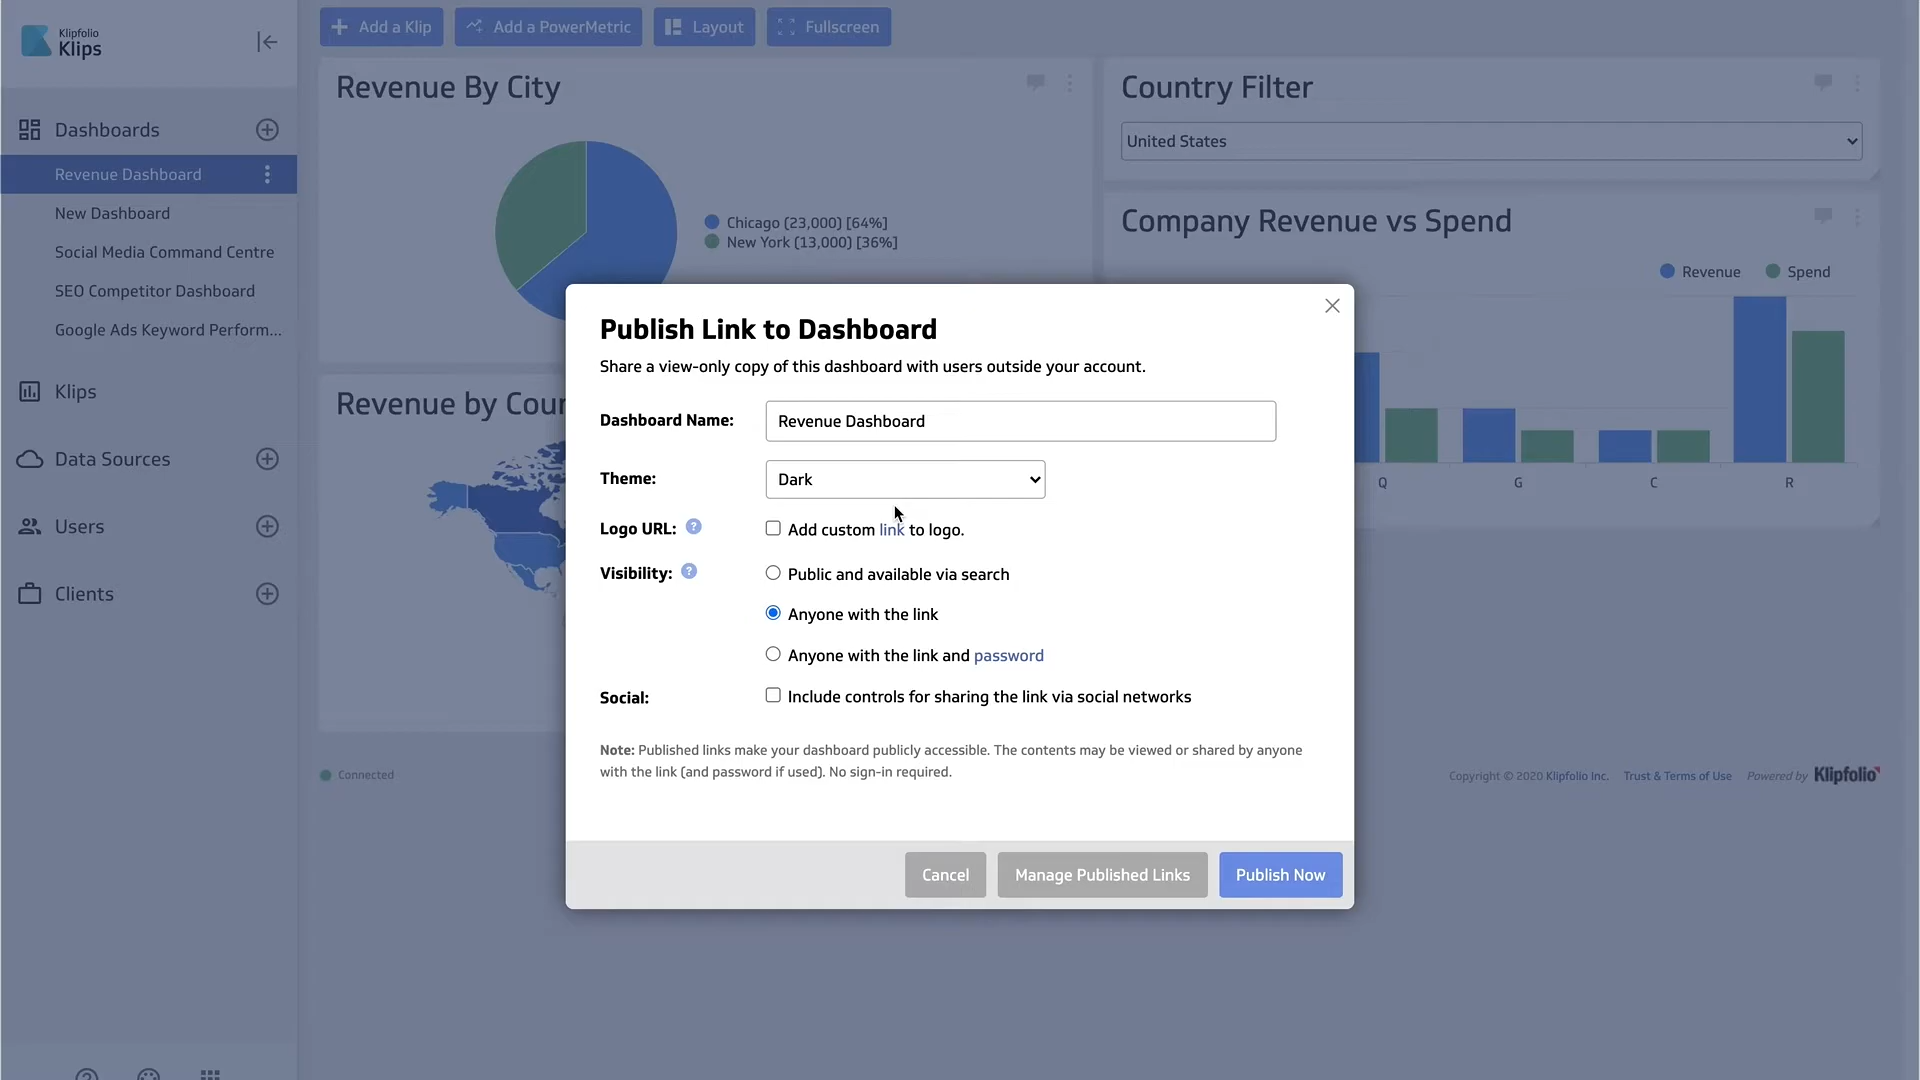 Klipfolio
Klips
Dashboards
Revenue Dashboard
New Dashboard
Social Media Command Centre
SEO Competitor Dashboard
Google Ads Keyword Perform...
Klips
Data Sources
Users
Clients
Add a Klip
Add a PowerMetric
Layout
Fullscreen
Revenue By City
Chicago (23,000) [64%]
New York (13,000) [36%]
Country Filter
United States
Company Revenue vs Spend
Revenue
Spend
Q
G
C
R
Revenue by Cour
Publish Link to Dashboard
Share a view-only copy of this dashboard with users outside your account.
Dashboard Name:
Revenue Dashboard
Theme:
Dark
Logo URL: ?
Add custom link to logo.
Visibility: ?
Public and available via search
Anyone with the link
Anyone with the link and password
Social:
Include controls for sharing the link via social networks
Note: Published links make your dashboard publicly accessible. The contents may be viewed or shared by anyone
with the link (and password if used). No sign-in required.
Cancel
Manage Published Links
Publish Now
Connected
Copyright © 2020 Klipfolio Inc. Trust & Terms of Use Powered by Klipfolio